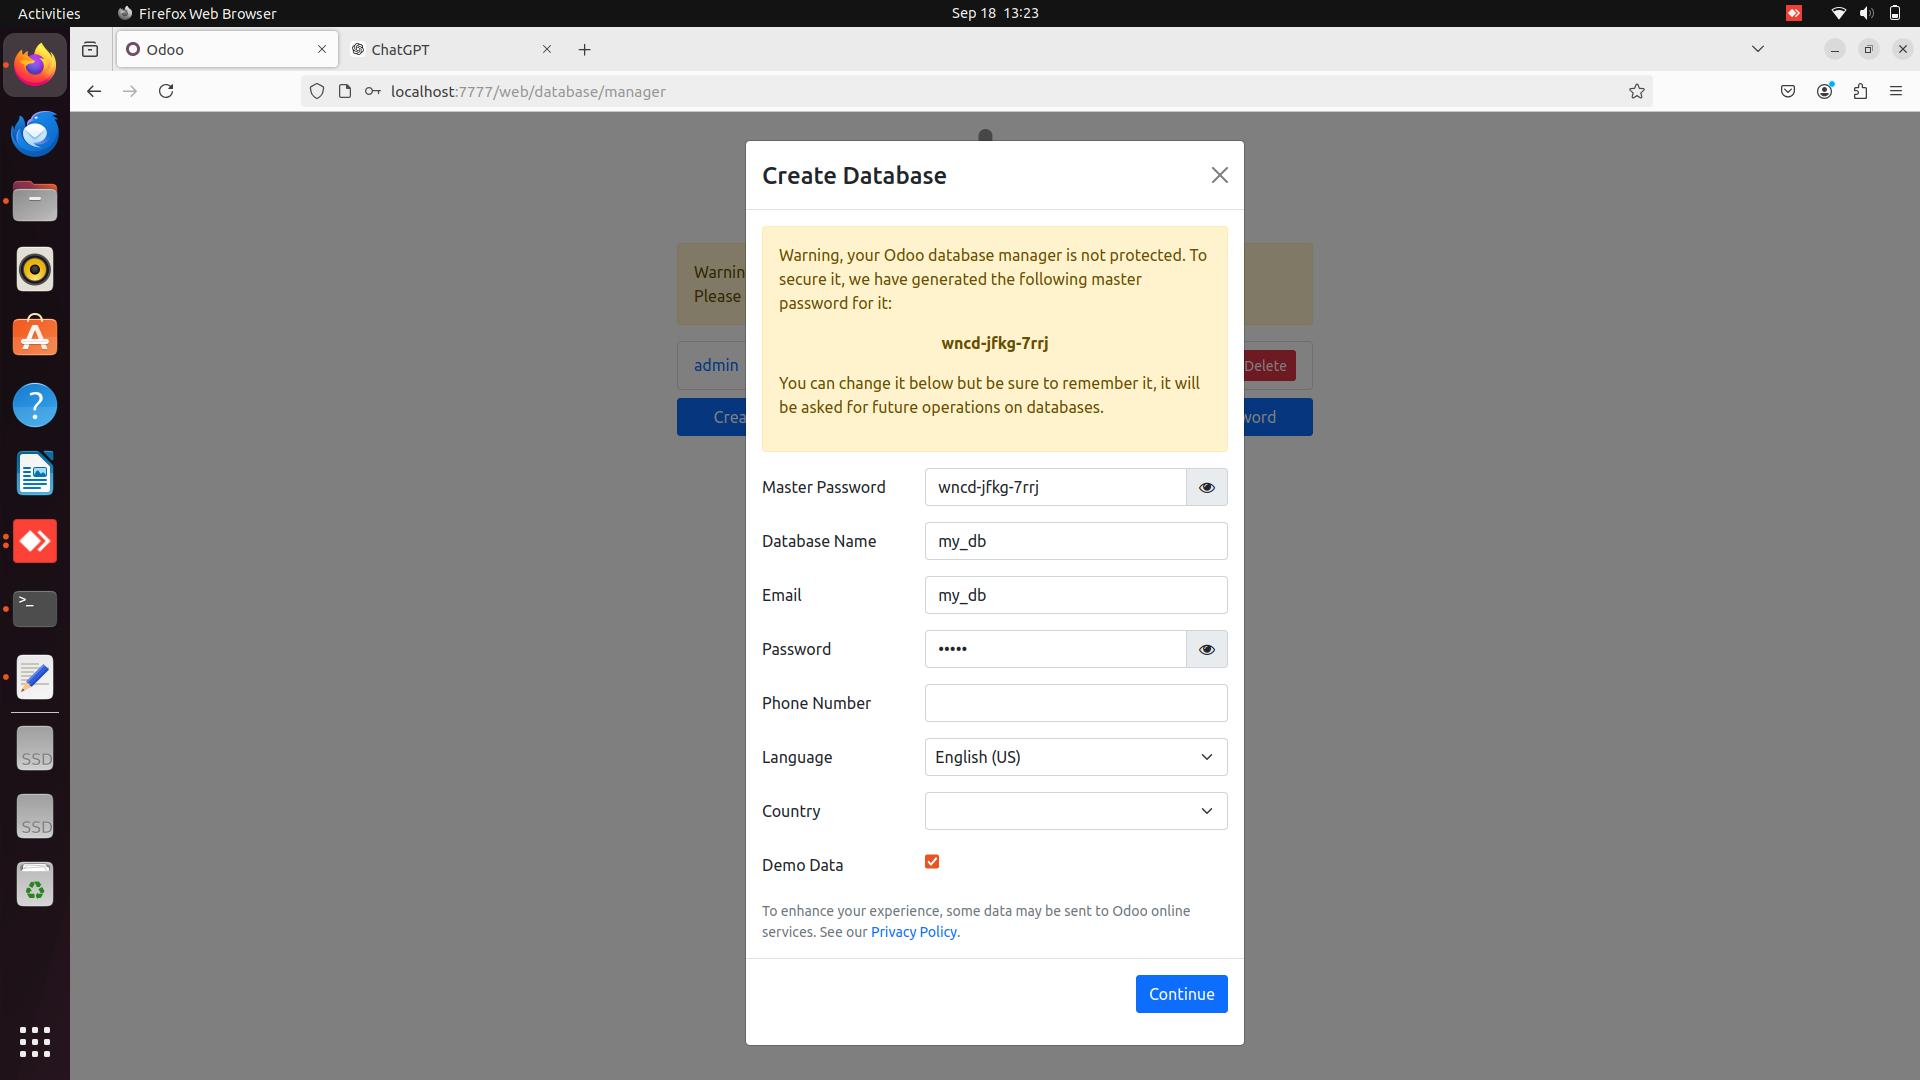 Activities
Firefox Web Browser
Sep 18 13:23
Odoo
ChatGPT
localhost:7777/web/database/manager
Create Database
Warning, your Odoo database manager is not protected. To
secure it, we have generated the following master
password for it:
wncd-jfkg-7rrj
You can change it below but be sure to remember it, it will
be asked for future operations on databases.
Warnin
Please
admin
Delete
Crea
word
Master Password
wncd-jfkg-7rrj
Database Name
my_db
Email
my_db
Password
•••••
Phone Number
Language
English (US)
Country
Demo Data
To enhance your experience, some data may be sent to Odoo online
services. See our Privacy Policy.
Continue
SSD
SSD